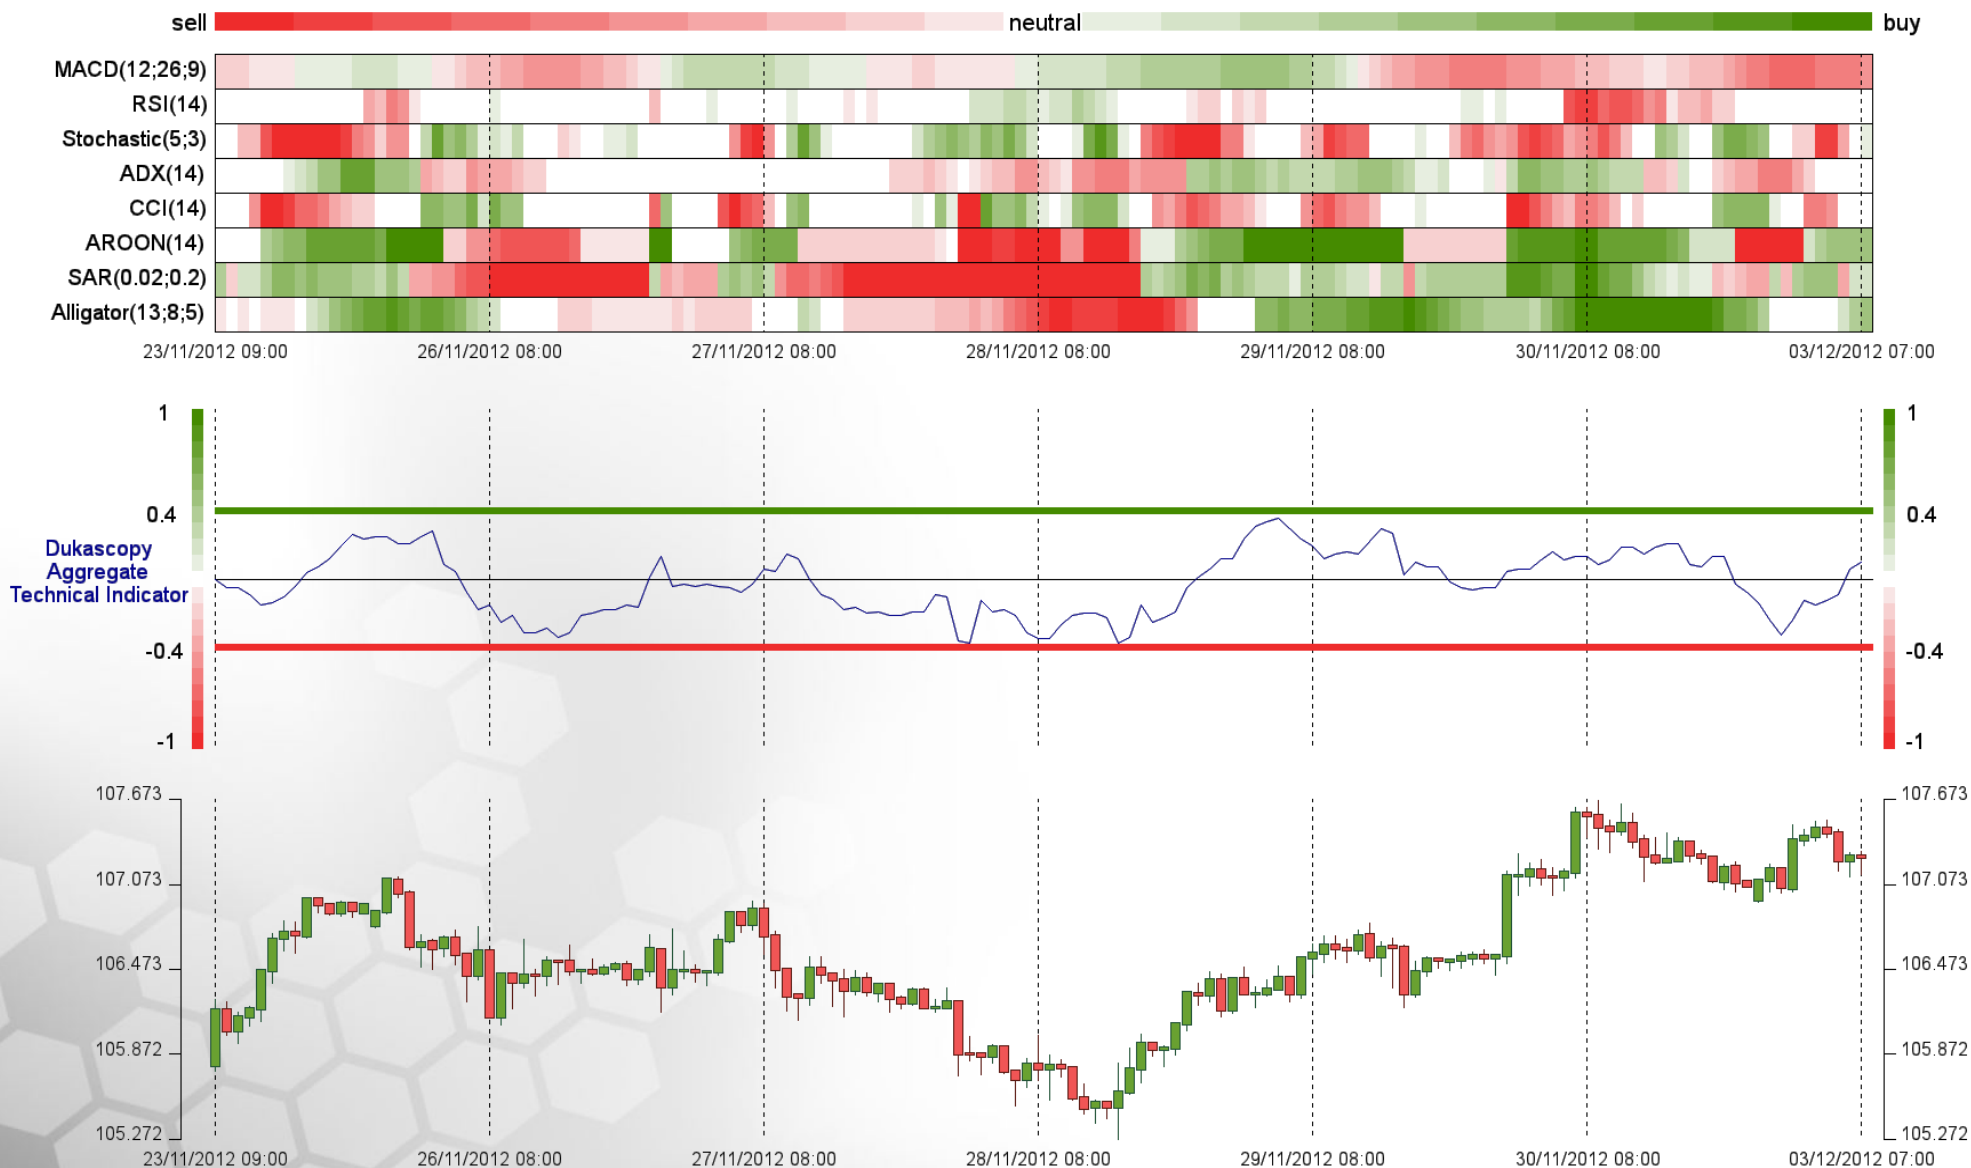 sell neutral buy
MACD(12;26;9)
RSI(14)
Stochastic(5;3)
ADX(14)
CCI(14)
AROON(14)
SAR(0.02;0.2)
Alligator(13;8;5)
23/11/2012 09:00 26/11/2012 08:00 27/11/2012 08:00 28/11/2012 08:00 29/11/2012 08:00 30/11/2012 08:00 03/12/2012 07:00
1 1
0.4 0.4
Dukascopy
Aggregate
Technical Indicator
-0.4 -0.4
-1 -1
107.673 107.673
107.073 107.073
106.473 106.473
105.872 105.872
105.272 105.272
23/11/2012 09:00 26/11/2012 08:00 27/11/2012 08:00 28/11/2012 08:00 29/11/2012 08:00 30/11/2012 08:00 03/12/2012 07:00